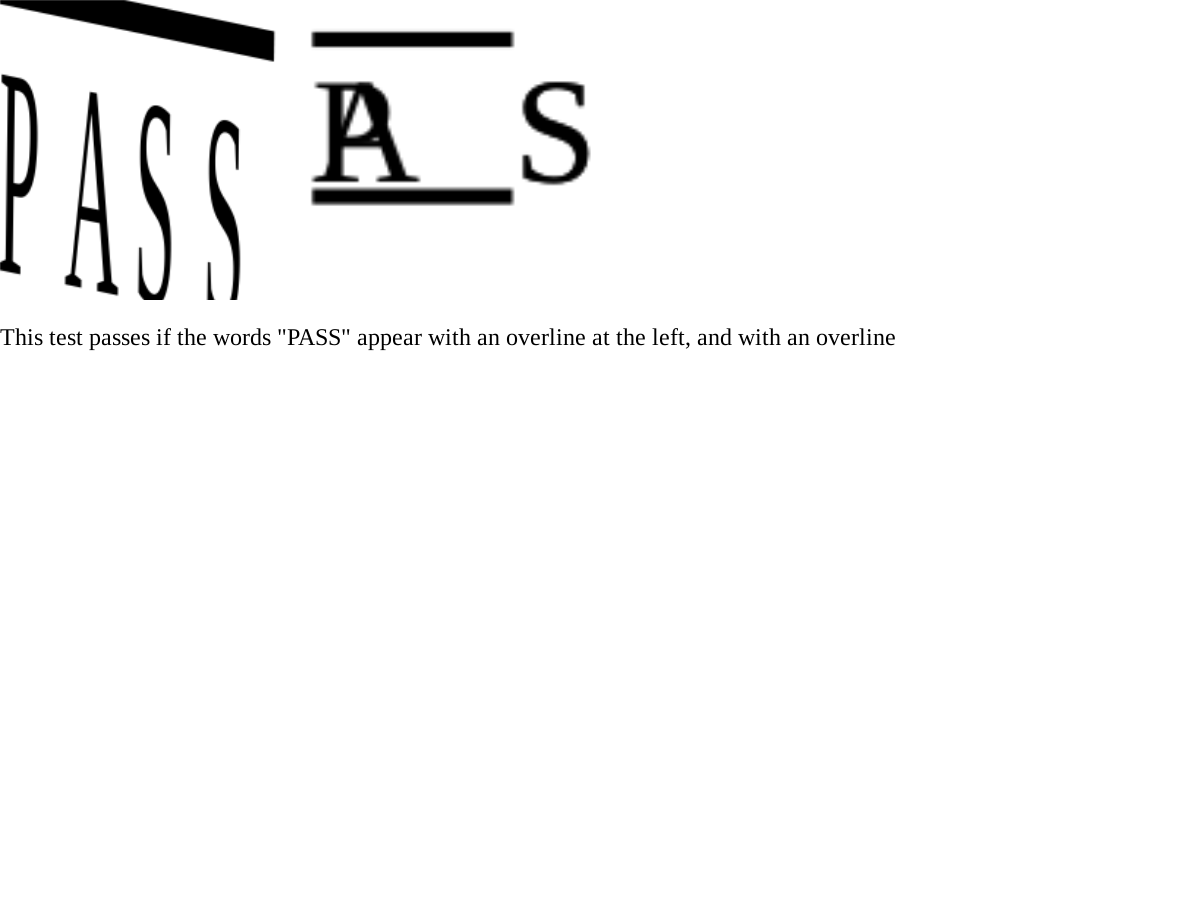 PASS
PA S
This test passes if the words "PASS" appear with an overline at the left, and with an overline